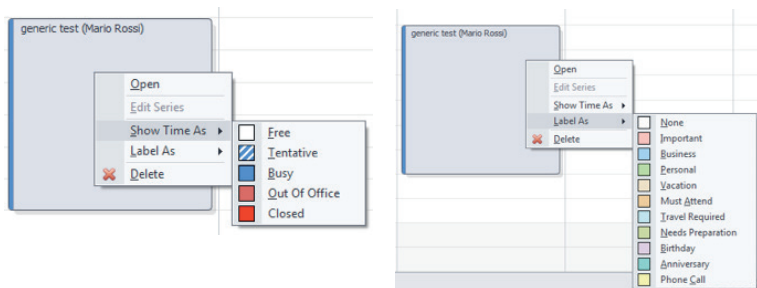 generic test (Mario Rossi)
Open
Edit Series
Show Time As
Label As
Delete
Free
Tentative
Busy
Out Of Office
Closed
generic test (Mario Rossi)
Open
Edit Series
Show Time As
Label As
Delete
None
Important
Business
Personal
Vacation
Must Attend
Travel Required
Needs Preparation
Birthday
Anniversary
Phone Call